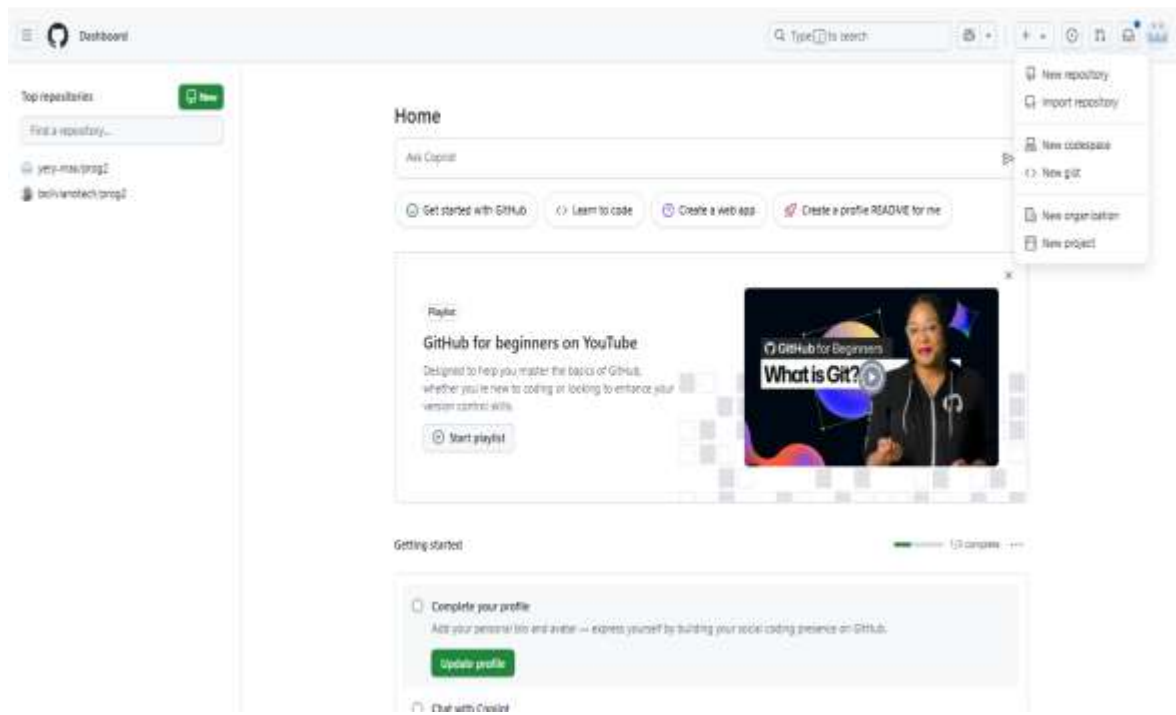 Dashboard
Type / to search
Top repositories
New
Find a repository...
yery-max/prog2
New repository
Import repository
New codespace
New gist
New organization
New project
Home
Ask Copilot
Get started with GitHub
Learn to code
Create a web app
Create a profile README for me
Playlist
GitHub for beginners on YouTube
Designed to help you master the basics of GitHub,
whether you're new to coding or looking to enhance your
version control skills.
Start playlist
GitHub for Beginners
What is Git?
Getting started
1/3 complete
Complete your profile
Add your personal bio and avatar — express yourself by building your social coding presence on GitHub.
Update profile
Chat with Copilot